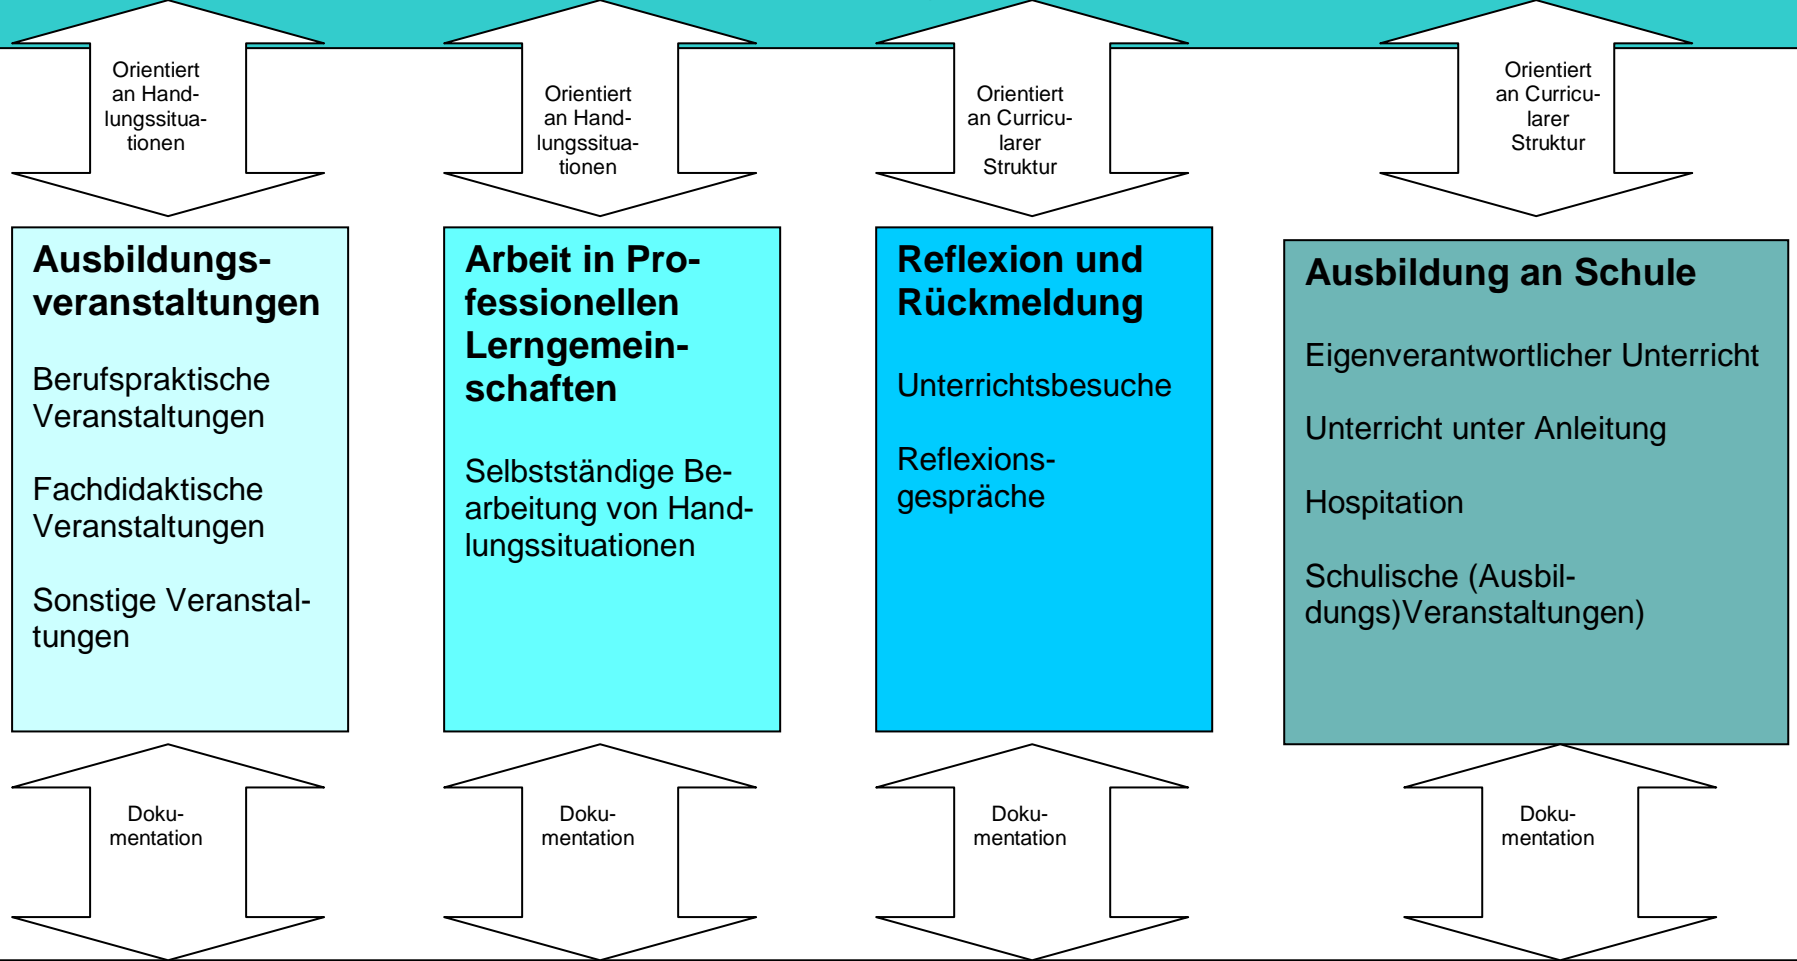 Orientiert
an Hand-
lungssitua-
tionen
Orientiert
an Hand-
lungssitua-
tionen
Orientiert
an Curricu-
larer
Struktur
Orientiert
an Curricu-
larer
Struktur
Ausbildungs-
veranstaltungen
Berufspraktische
Veranstaltungen
Fachdidaktische
Veranstaltungen
Sonstige Veranstal-
tungen
Arbeit in Pro-
fessionellen
Lerngemein-
schaften
Selbstständige Be-
arbeitung von Hand-
lungssituationen
Reflexion und
Rückmeldung
Unterrichtsbesuche
Reflexions-
gespräche
Ausbildung an Schule
Eigenverantwortlicher Unterricht
Unterricht unter Anleitung
Hospitation
Schulische (Ausbil-
dungs)Veranstaltungen)
Doku-
mentation
Doku-
mentation
Doku-
mentation
Doku-
mentation